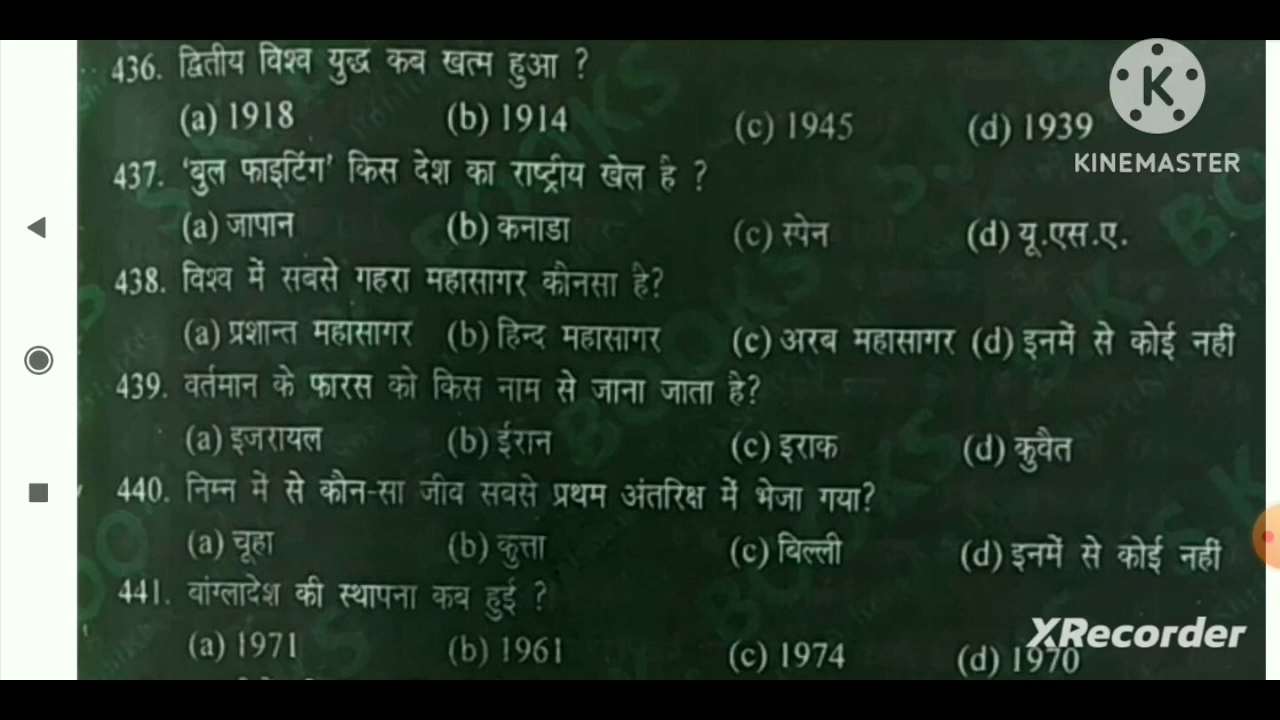 436. द्वितीय विश्व युद्ध कब खत्म हुआ ?
(a) 1918 (b) 1914 (c) 1945 (d) 1939
K
KINEMASTER
437. 'बुल फाइटिंग' किस देश का राष्ट्रीय खेल है ?
(a) जापान (b) कनाडा (c) स्पेन (d) यू.एस.ए.
438. विश्व में सबसे गहरा महासागर कौनसा है?
(a) प्रशान्त महासागर (b) हिन्द महासागर (c) अरब महासागर (d) इनमें से कोई नहीं
439. वर्तमान के फारस को किस नाम से जाना जाता है?
(a) इजरायल (b) ईरान (c) इराक (d) कुवैत
440. निम्न में से कौन-सा जीव सबसे प्रथम अंतरिक्ष में भेजा गया?
(a) चूहा (b) कुत्ता (c) बिल्ली (d) इनमें से कोई नहीं
441. बांग्लादेश की स्थापना कब हुई ?
(a) 1971 (b) 1961 (c) 1974 (d) 1970
XRecorder